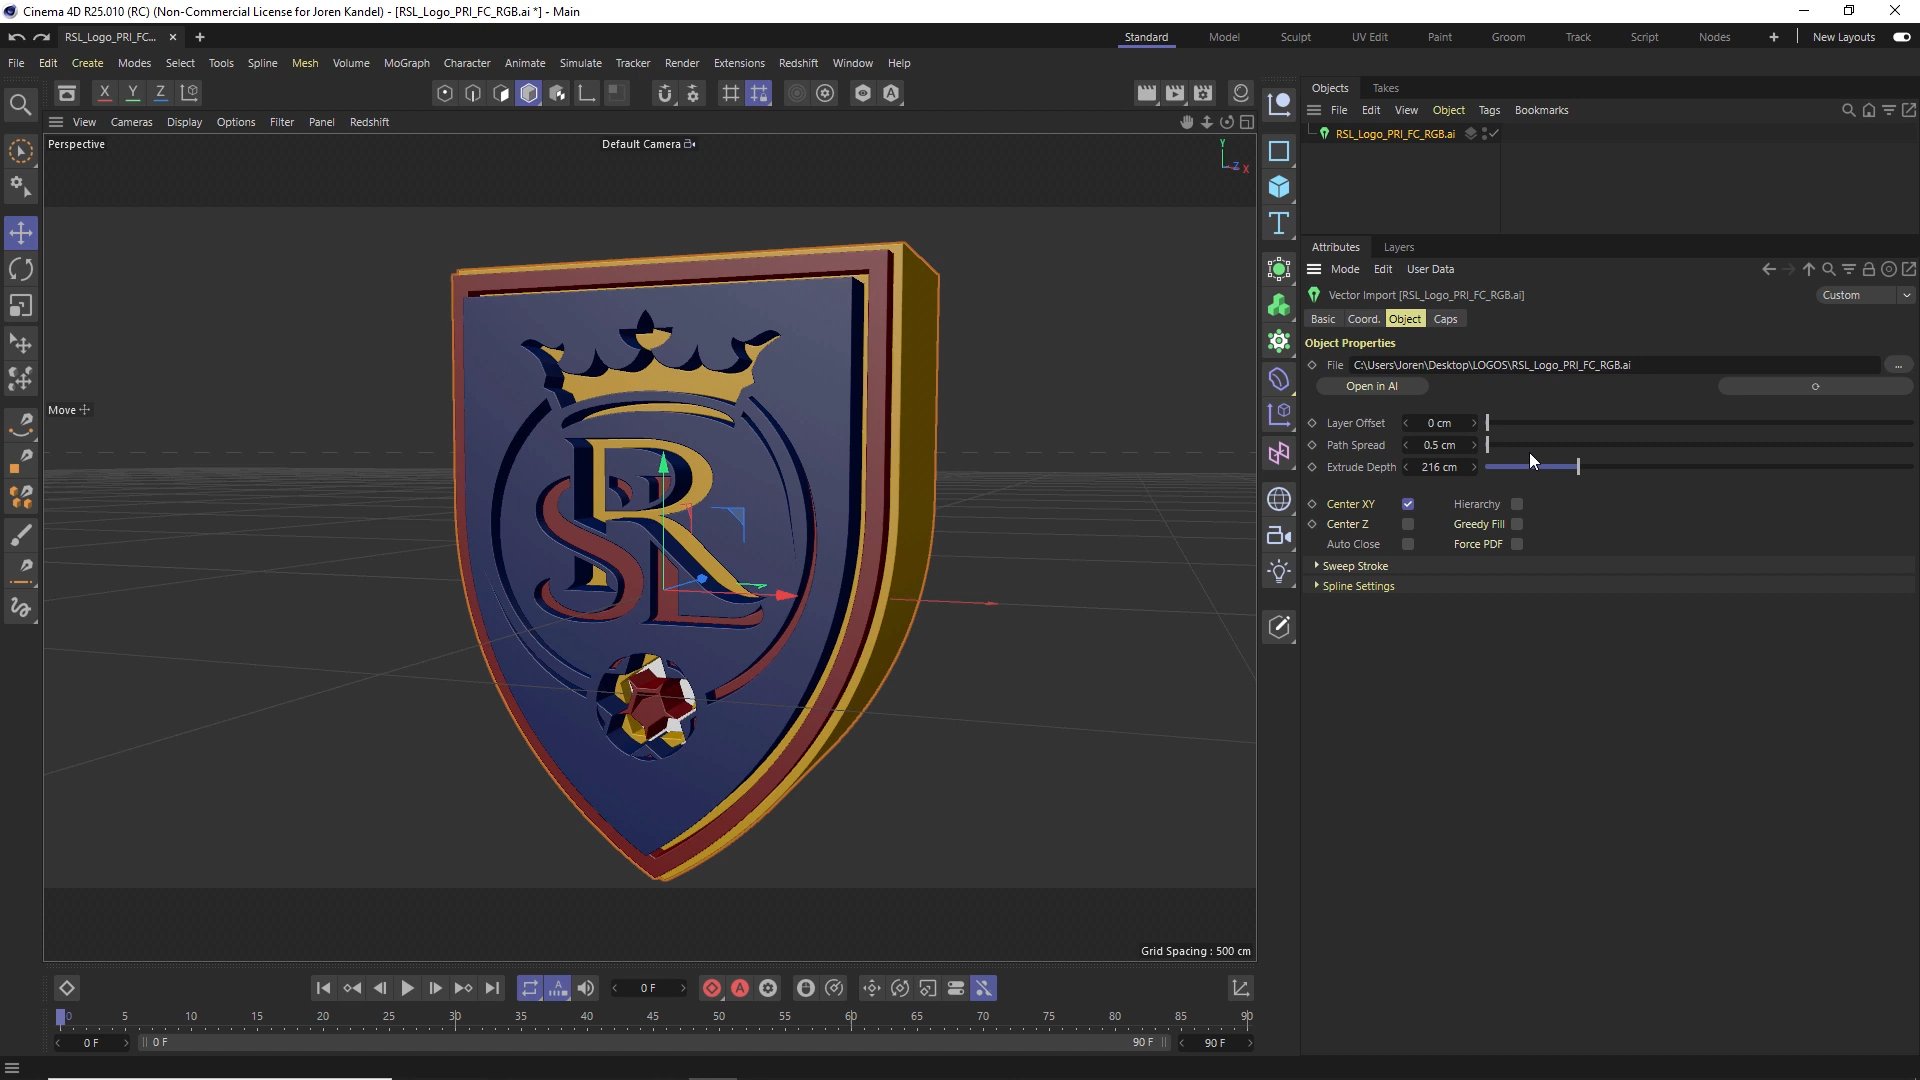 Cinema 4D R25.010 (RC) (Non-Commercial License for Joren Kandel) - [RSL_Logo_PRI_FC_RGB.ai *] - Main
RSL_Logo_PRI_FC...
Standard Model Sculpt UV Edit Paint Groom Track Script Nodes New Layouts
File Edit Create Modes Select Tools Spline Mesh Volume MoGraph Character Animate Simulate Tracker Render Extensions Redshift Window Help
X Y Z
View Cameras Display Options Filter Panel Redshift
Perspective
Default Camera
Y
Z X
Move
R
SL
Grid Spacing : 500 cm
Objects Takes
File Edit View Object Tags Bookmarks
RSL_Logo_PRI_FC_RGB.ai
Attributes Layers
Mode Edit User Data
Vector Import [RSL_Logo_PRI_FC_RGB.ai]
Custom
Basic Coord. Object Caps
Object Properties
File C:\Users\Joren\Desktop\LOGOS\RSL_Logo_PRI_FC_RGB.ai ...
Open in AI
Layer Offset 0 cm
Path Spread 0.5 cm
Extrude Depth 216 cm
Center XY Hierarchy
Center Z Greedy Fill
Auto Close Force PDF
Sweep Stroke
Spline Settings
0 F
0 5 10 15 20 25 30 35 40 45 50 55 60 65 70 75 80 85 90
0 F 0 F 90 F 90 F